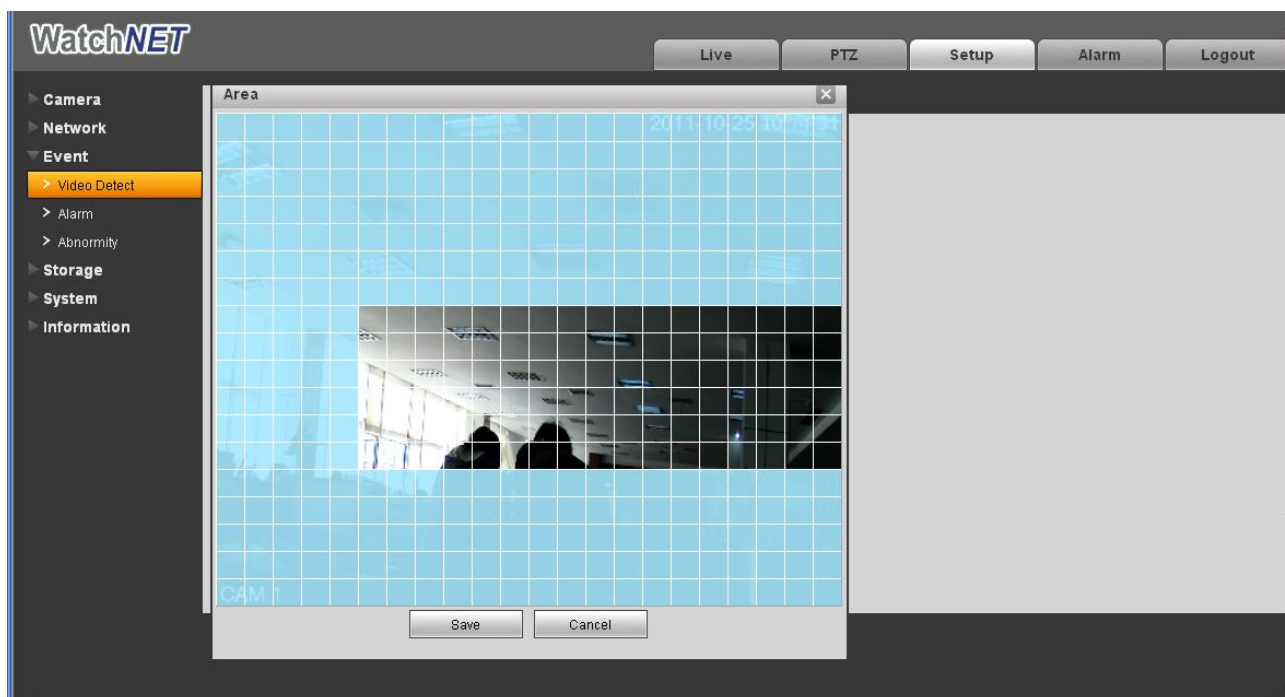 WatchNET
Live PTZ Setup Alarm Logout
Camera
Network
Event
Video Detect
Alarm
Abnormity
Storage
System
Information
Area
2011-10-25 10
CAM 1
Save Cancel